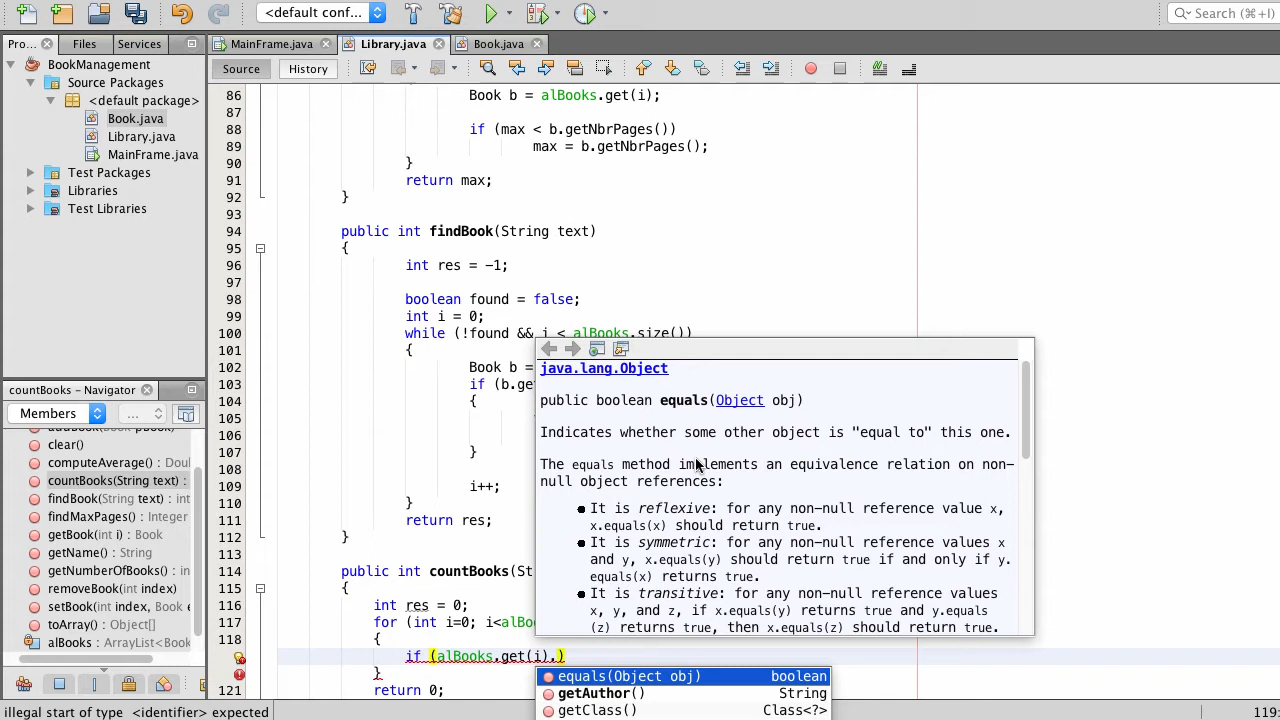 <default conf...
Search (⌘+I)
Pro...
Files
Services
MainFrame.java
Library.java
Book.java
Source
History
BookManagement
Source Packages
<default package>
Book.java
Library.java
MainFrame.java
Test Packages
Libraries
Test Libraries
countBooks – Navigator
Members
...
clear()
computeAverage() : Doul
countBooks(String text) :
findBook(String text) : int
findMaxPages() : Integer
getBook(int i) : Book
getName() : String
getNumberOfBooks() : int
removeBook(int index)
setBook(int index, Book e
toArray() : Object[]
alBooks : ArrayList<Book
86 Book b = alBooks.get(i);
87
88 if (max < b.getNbrPages())
89 max = b.getNbrPages();
90 }
91 return max;
92 }
93
94 public int findBook(String text)
95 {
96 int res = -1;
97
98 boolean found = false;
99 int i = 0;
100 while (!found && i < alBooks.size())
101 {
102 Book b =
103 if (b.get
104 {
105
106
107 }
108
109 i++;
110 }
111 return res;
112 }
113
114 public int countBooks(St
115 {
116 int res = 0;
117 for (int i=0; i<alBoo
118 {
if (alBooks.get(i).)
}
121 return 0;
java.lang.Object
public boolean equals(Object obj)
Indicates whether some other object is "equal to" this one.
The equals method implements an equivalence relation on non-
null object references:
● It is reflexive: for any non-null reference value x,
x.equals(x) should return true.
● It is symmetric: for any non-null reference values x
and y, x.equals(y) should return true if and only if y.
equals(x) returns true.
● It is transitive: for any non-null reference values
x, y, and z, if x.equals(y) returns true and y.equals
(z) returns true, then x.equals(z) should return true.
equals(Object obj) boolean
getAuthor() String
getClass() Class<?>
illegal start of type <identifier> expected
119: